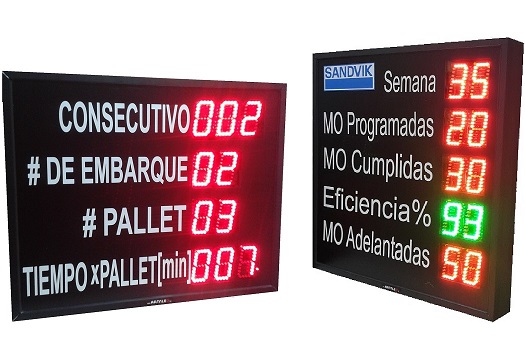 CONSECUTIVO 002
# DE EMBARQUE 02
# PALLET 03
TIEMPO xPALLET[min] 007.
SANDVIK
Semana 35
MO Programadas 20
MO Cumplidas 30
Eficiencia% 93
MO Adelantadas 50